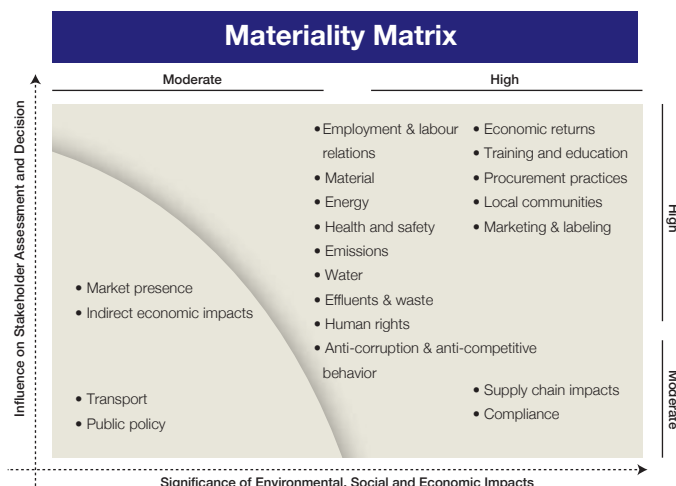 Materiality Matrix
Moderate
High
Influence on Stakeholder Assessment and Decision
• Employment & labour
relations
• Material
• Energy
• Health and safety
• Emissions
• Water
• Effluents & waste
• Human rights
• Anti-corruption & anti-competitive
behavior
• Economic returns
• Training and education
• Procurement practices
• Local communities
• Marketing & labeling
High
• Market presence
• Indirect economic impacts
• Transport
• Public policy
• Supply chain impacts
• Compliance
Moderate
Significance of Environmental, Social and Economic Impacts